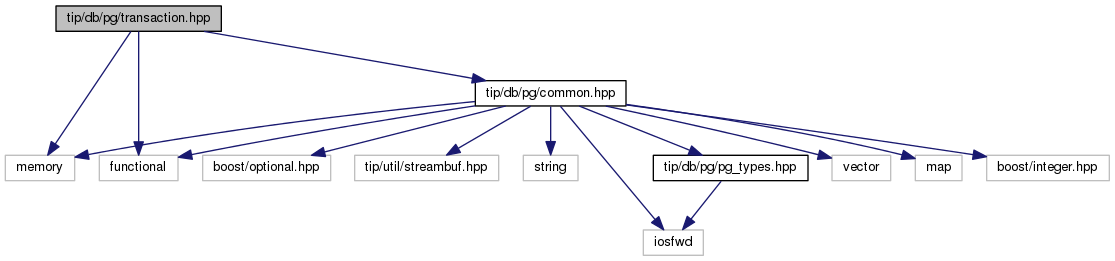 tip/db/pg/transaction.hpp
tip/db/pg/common.hpp
memory
functional
boost/optional.hpp
tip/util/streambuf.hpp
string
tip/db/pg/pg_types.hpp
vector
map
boost/integer.hpp
iosfwd